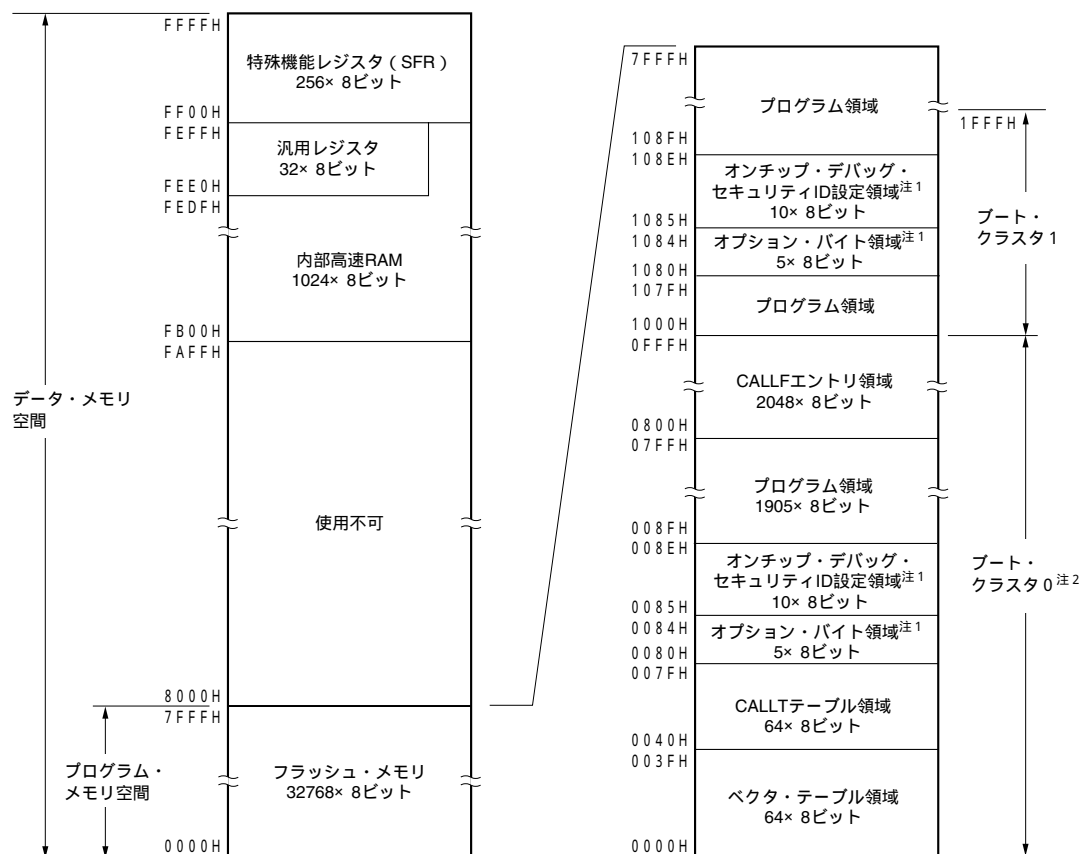 FFFFH
特殊機能レジスタ（SFR）
256× 8ビット
FF00H
FEFFH
汎用レジスタ
32× 8ビット
FEE0H
FEDFH
内部高速RAM
1024× 8ビット
FB00H
FAFFH
データ・メモリ
空間
使用不可
8000H
7FFFH
プログラム・
メモリ空間
フラッシュ・メモリ
32768× 8ビット
0000H
7FFFH
プログラム領域
1FFFH
108FH
108EH
オンチップ・デバッグ・
セキュリティID設定領域注1
10× 8ビット
ブート・
クラスタ1
1085H
1084H
オプション・バイト領域注1
5× 8ビット
1080H
107FH
プログラム領域
1000H
0FFFH
CALLFエントリ領域
2048× 8ビット
0800H
07FFH
プログラム領域
1905× 8ビット
008FH
008EH
オンチップ・デバッグ・
セキュリティID設定領域注1
10× 8ビット
ブート・
クラスタ0注2
0085H
0084H
オプション・バイト領域注1
5× 8ビット
0080H
007FH
CALLTテーブル領域
64× 8ビット
0040H
003FH
ベクタ・テーブル領域
64× 8ビット
0000H